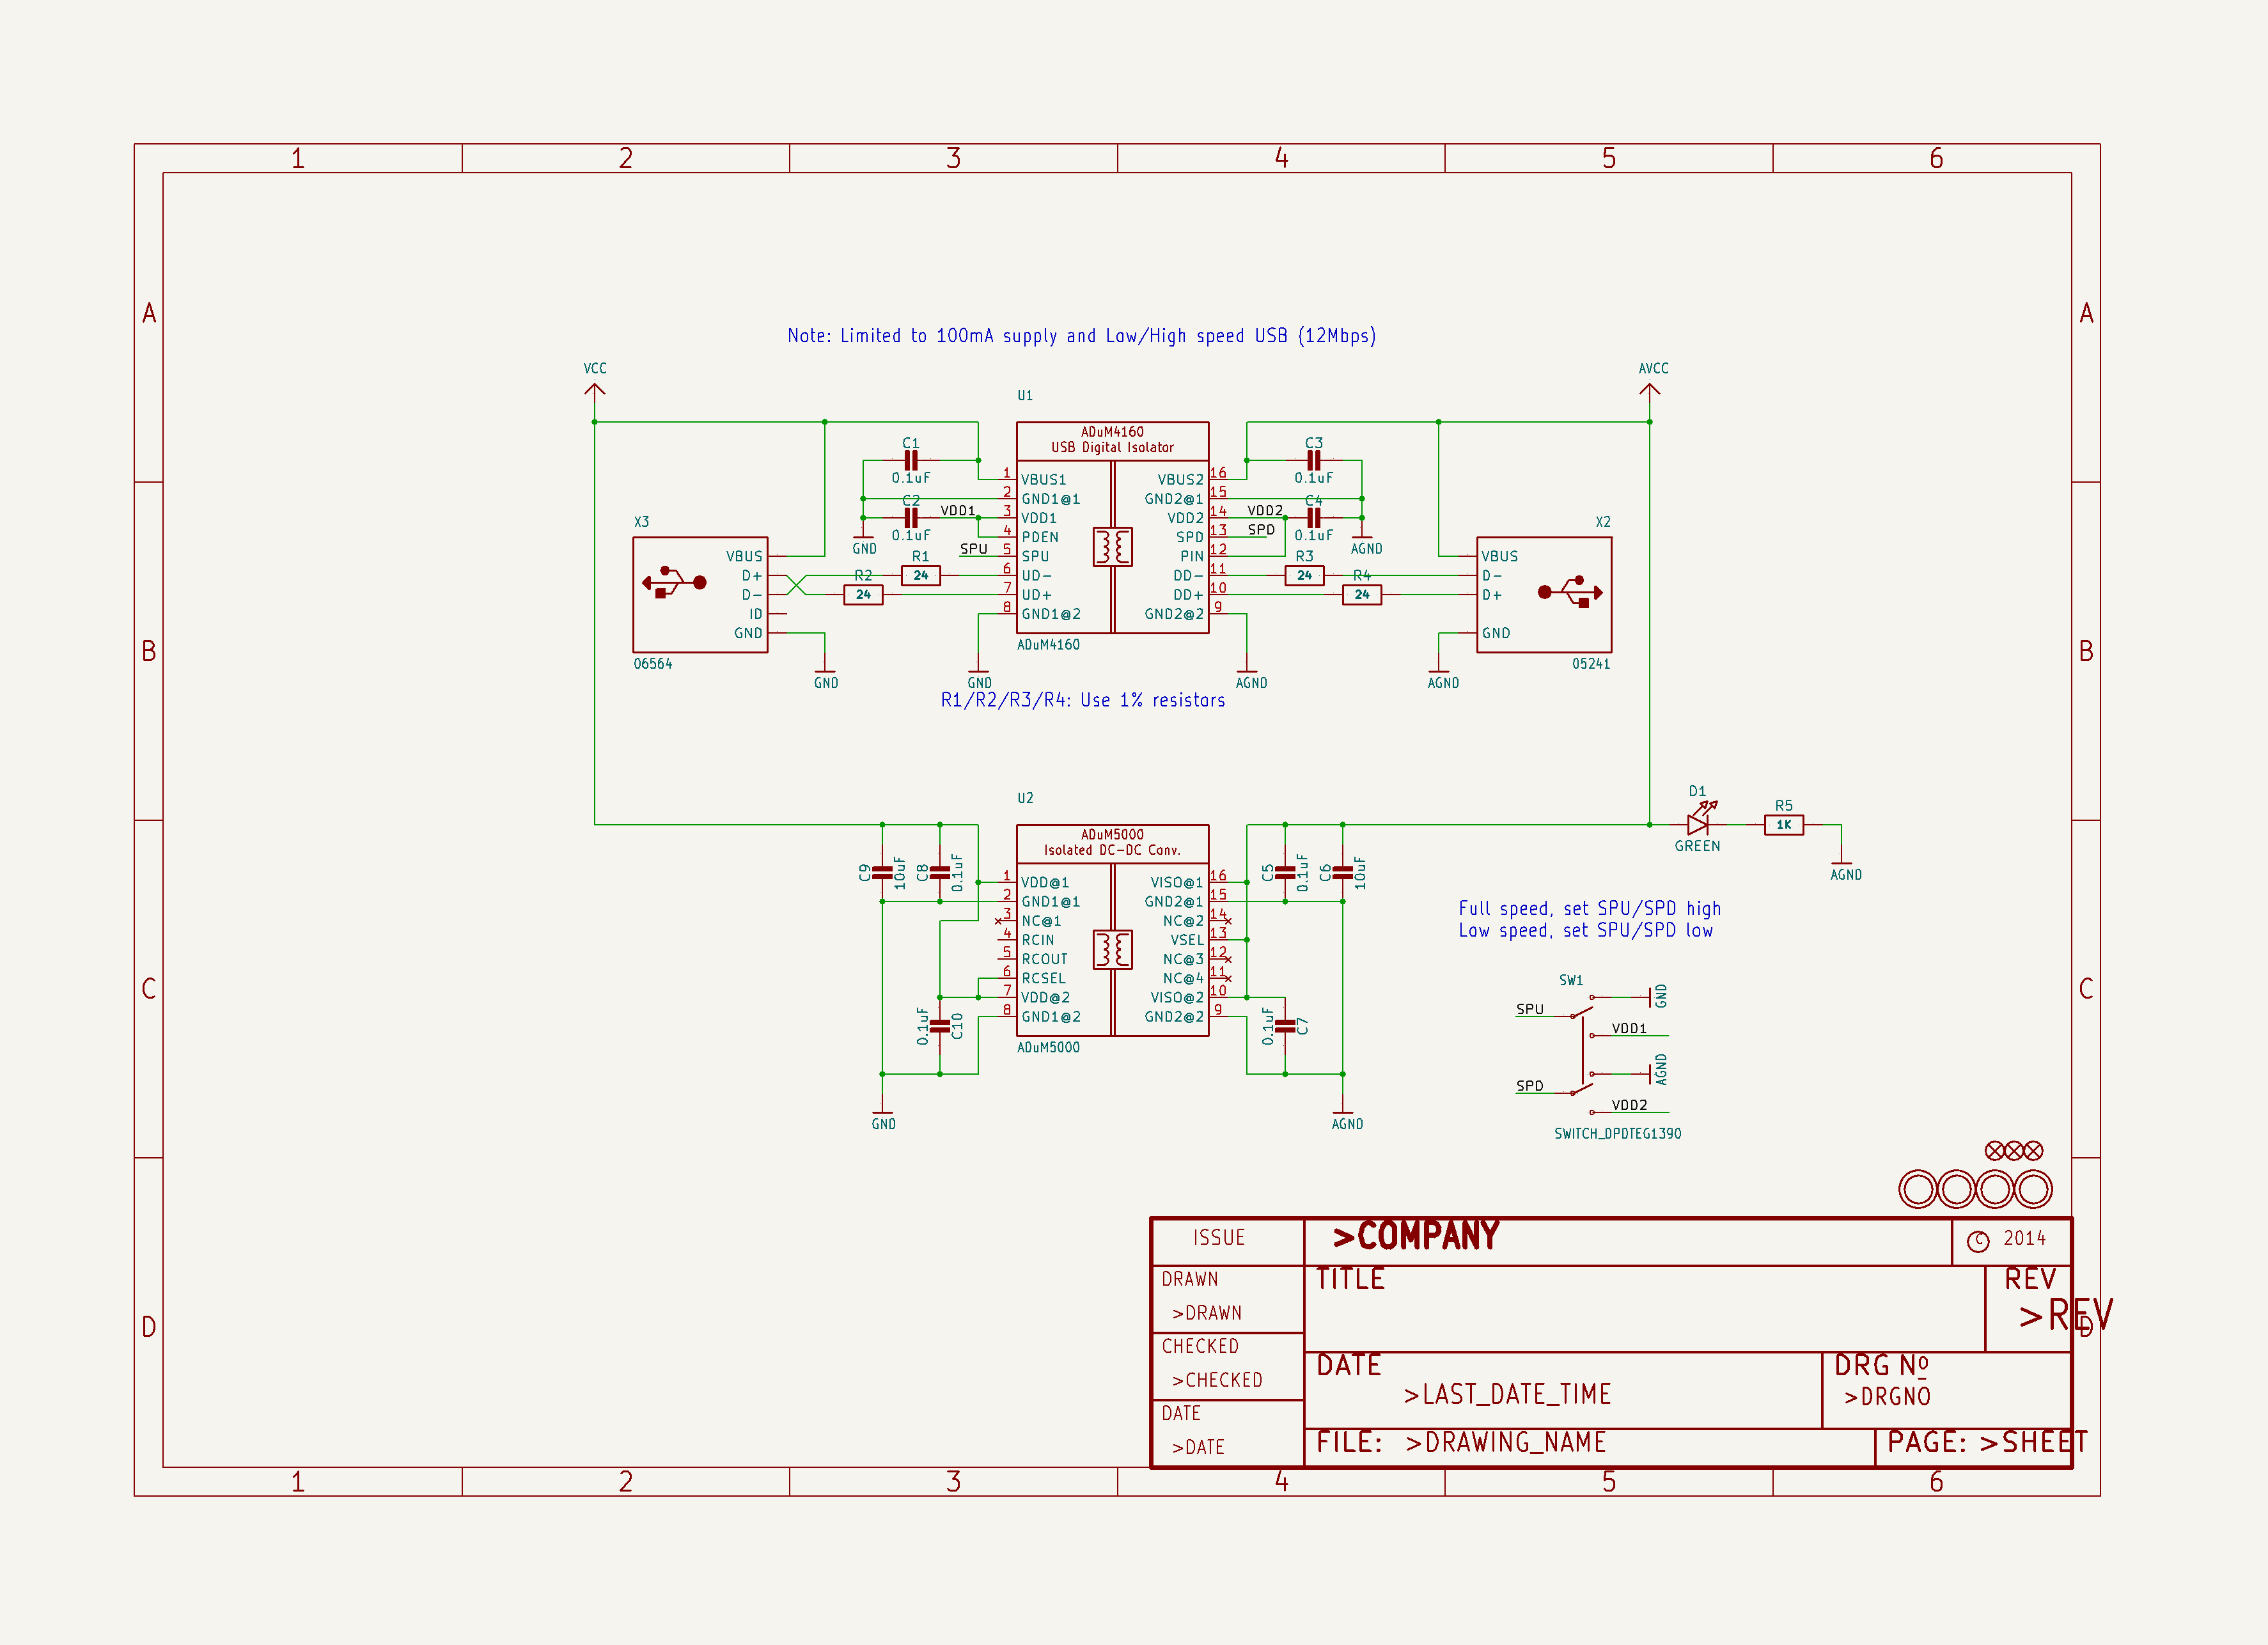 1 2 3 4 5 6
A A
Note: Limited to 100mA supply and Low/High speed USB (12Mbps)
VCC AVCC
U1
ADuM4160
USB Digital Isolator
C1 C3
0.1uF 0.1uF
1 VBUS1 VBUS2 16
2 GND1@1 GND2@1 15
C2 C4
VDD1 3 VDD1 VDD2 14 VDD2
4 PDEN SPD 13 SPD
0.1uF 0.1uF
GND AGND
SPU 5 SPU PIN 12
R1 R3
24 6 UD- DD- 11 24
R2 R4
24 7 UD+ DD+ 10 24
8 GND1@2 GND2@2 9
ADuM4160
X3
VBUS
D+
D-
ID
GND
06564
X2
VBUS
D-
D+
GND
05241
GND GND AGND AGND
B B
R1/R2/R3/R4: Use 1% resistors
U2
ADuM5000
Isolated DC-DC Conv.
D1 R5
1K
GREEN
AGND
C9 10uF C8 0.1uF
C5 0.1uF C6 10uF
1 VDD@1 VISO@1 16
2 GND1@1 GND2@1 15
3 NC@1 NC@2 14
4 RCIN VSEL 13
5 RCOUT NC@3 12
6 RCSEL NC@4 11
7 VDD@2 VISO@2 10
8 GND1@2 GND2@2 9
ADuM5000
0.1uF C10
0.1uF C7
GND AGND
Full speed, set SPU/SPD high
Low speed, set SPU/SPD low
C C
SW1
GND
SPU
VDD1
AGND
SPD
VDD2
SWITCH_DPDTEG1390
ISSUE >COMPANY © 2014
DRAWN TITLE REV
>DRAWN >REV
D D
CHECKED DATE DRG Nº
>CHECKED >LAST_DATE_TIME >DRGNO
DATE FILE: >DRAWING_NAME PAGE: >SHEET
>DATE
1 2 3 4 5 6